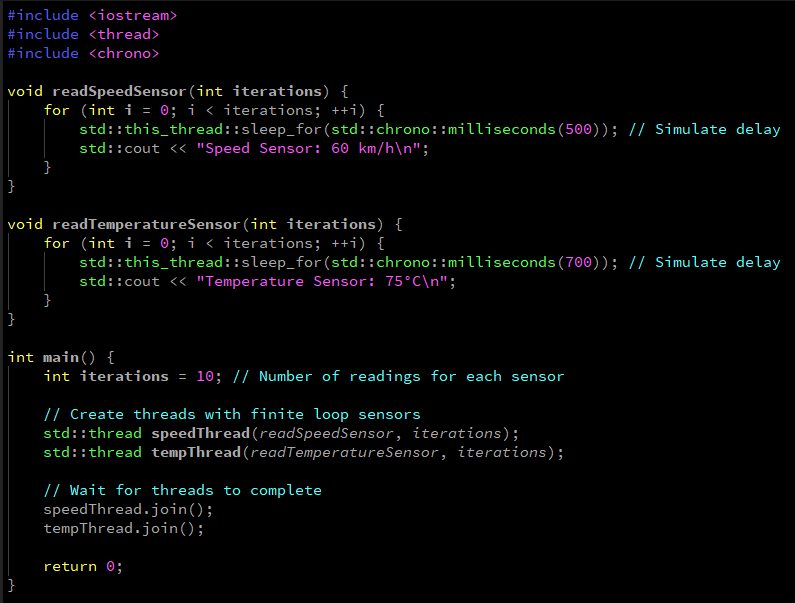 #include <iostream>
#include <thread>
#include <chrono>

void readSpeedSensor(int iterations) {
    for (int i = 0; i < iterations; ++i) {
        std::this_thread::sleep_for(std::chrono::milliseconds(500)); // Simulate delay
        std::cout << "Speed Sensor: 60 km/h\n";
    }
}

void readTemperatureSensor(int iterations) {
    for (int i = 0; i < iterations; ++i) {
        std::this_thread::sleep_for(std::chrono::milliseconds(700)); // Simulate delay
        std::cout << "Temperature Sensor: 75°C\n";
    }
}

int main() {
    int iterations = 10; // Number of readings for each sensor

    // Create threads with finite loop sensors
    std::thread speedThread(readSpeedSensor, iterations);
    std::thread tempThread(readTemperatureSensor, iterations);

    // Wait for threads to complete
    speedThread.join();
    tempThread.join();

    return 0;
}